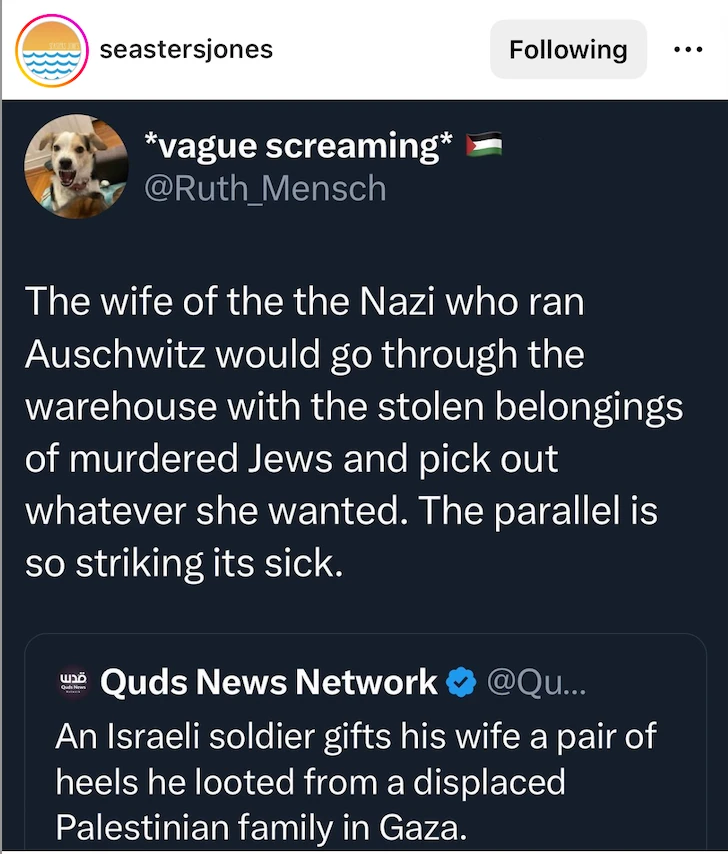 seastersjones
Following
*vague screaming* 🇵🇸
@Ruth_Mensch
The wife of the the Nazi who ran
Auschwitz would go through the
warehouse with the stolen belongings
of murdered Jews and pick out
whatever she wanted. The parallel is
so striking its sick.
قدس
Quds News
Quds News Network
@Qu...
An Israeli soldier gifts his wife a pair of
heels he looted from a displaced
Palestinian family in Gaza.